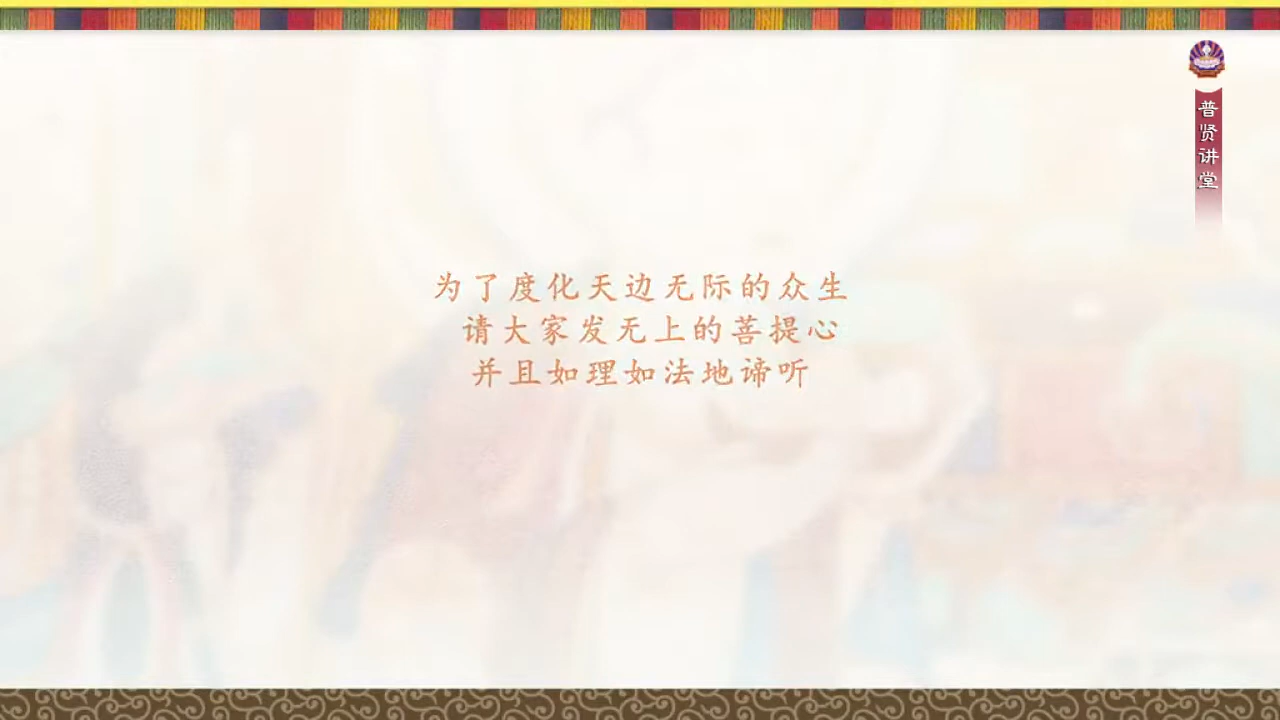 为了度化天边无际的众生
请大家发无上的菩提心
并且如理如法地谛听
普贤讲堂